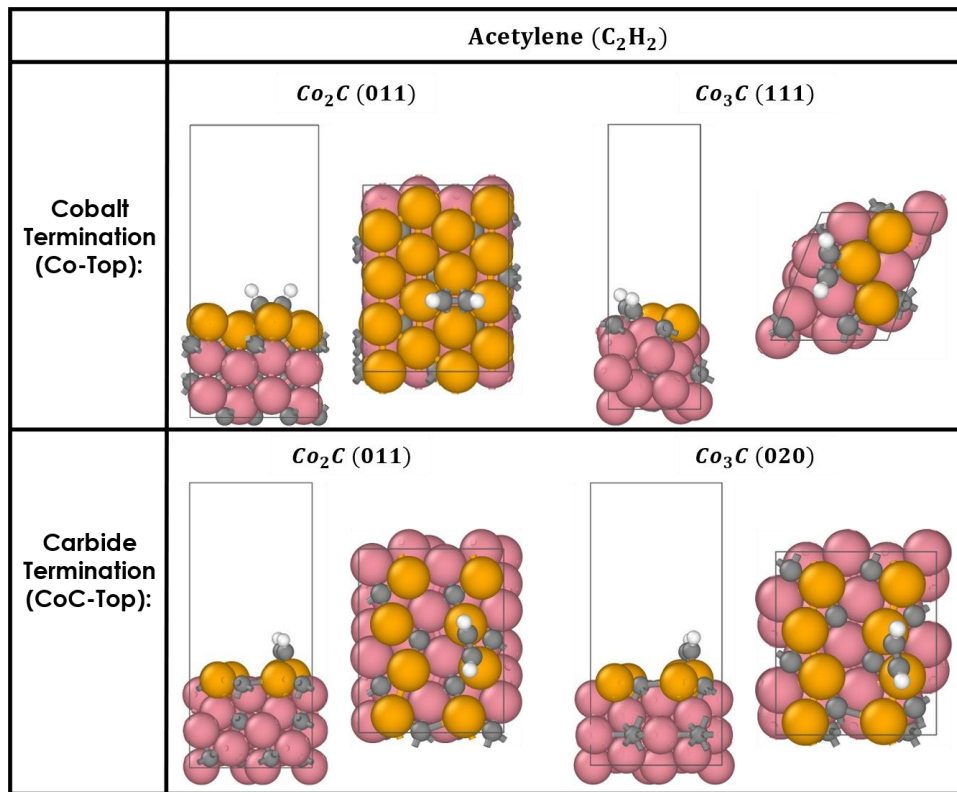 Acetylene (C₂H₂)
Cobalt
Termination
(Co-Top):
Co₂C (011)
Co₃C (111)
Carbide
Termination
(CoC-Top):
Co₂C (011)
Co₃C (020)